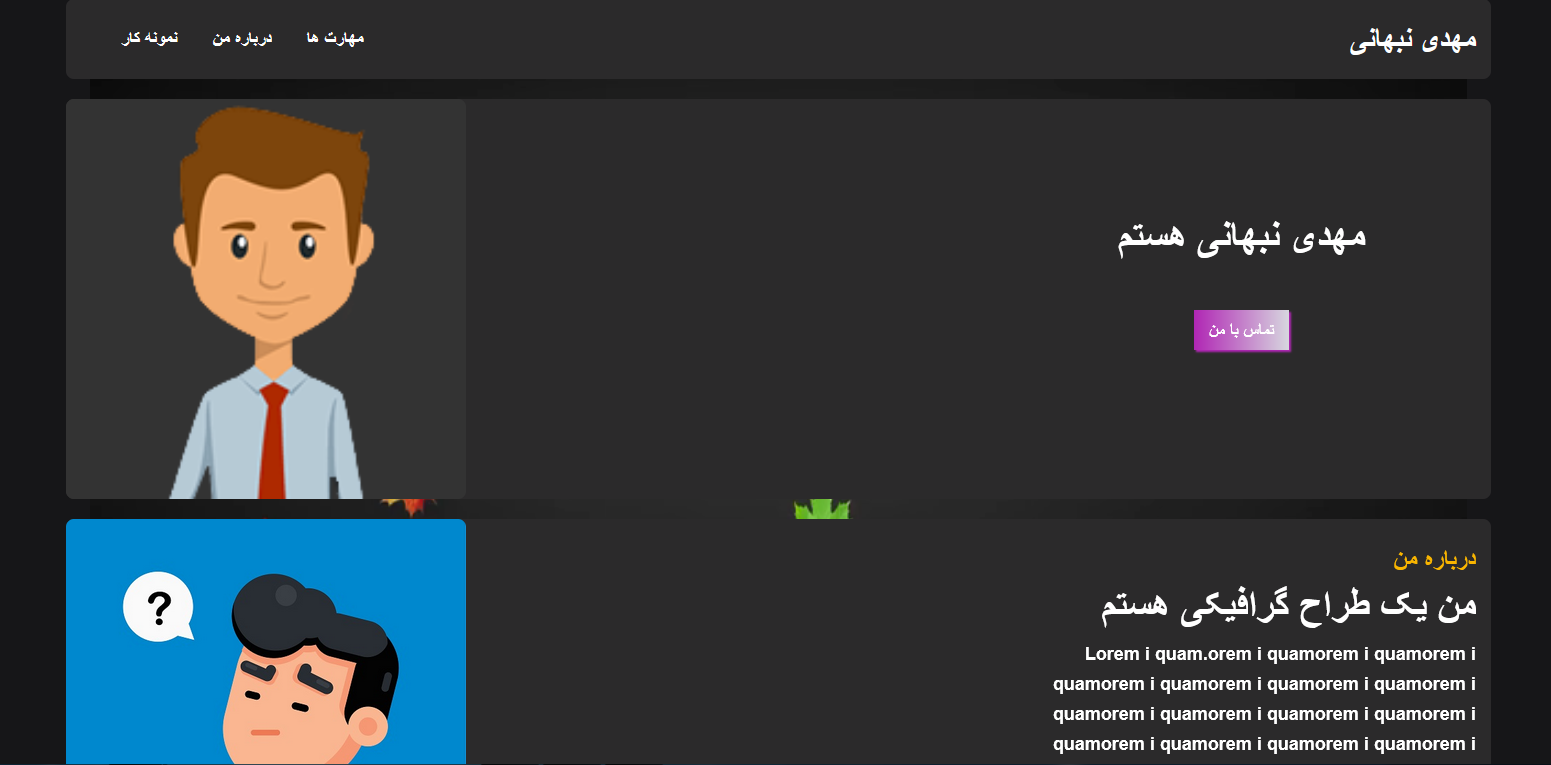 مهدی نبهانی
مهارت ها
درباره من
نمونه کار
مهدی نبهانی هستم
تماس با من
?
درباره من
من یک طراح گرافیکی هستم
Lorem i quam.orem i quamorem i quamorem i
quamorem i quamorem i quamorem i quamorem i
quamorem i quamorem i quamorem i quamorem i
quamorem i quamorem i quamorem i quamorem i